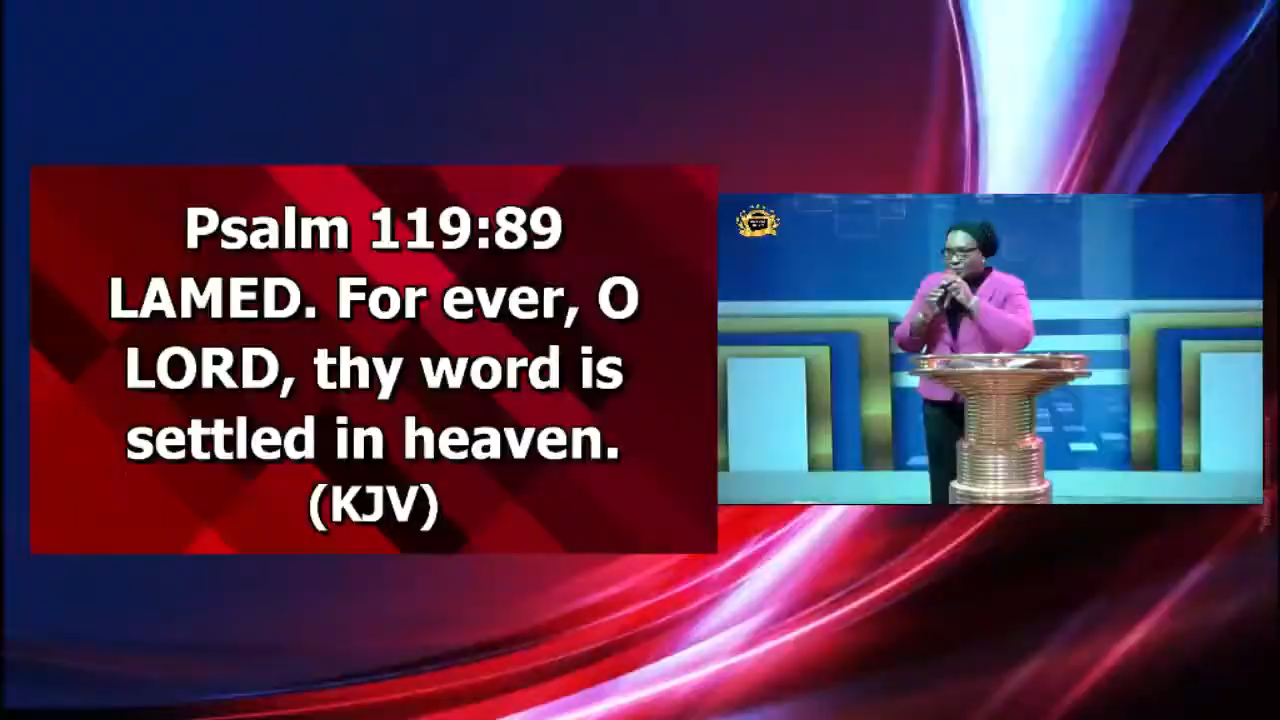 Psalm 119:89
LAMED. For ever, O
LORD, thy word is
settled in heaven.
(KJV)